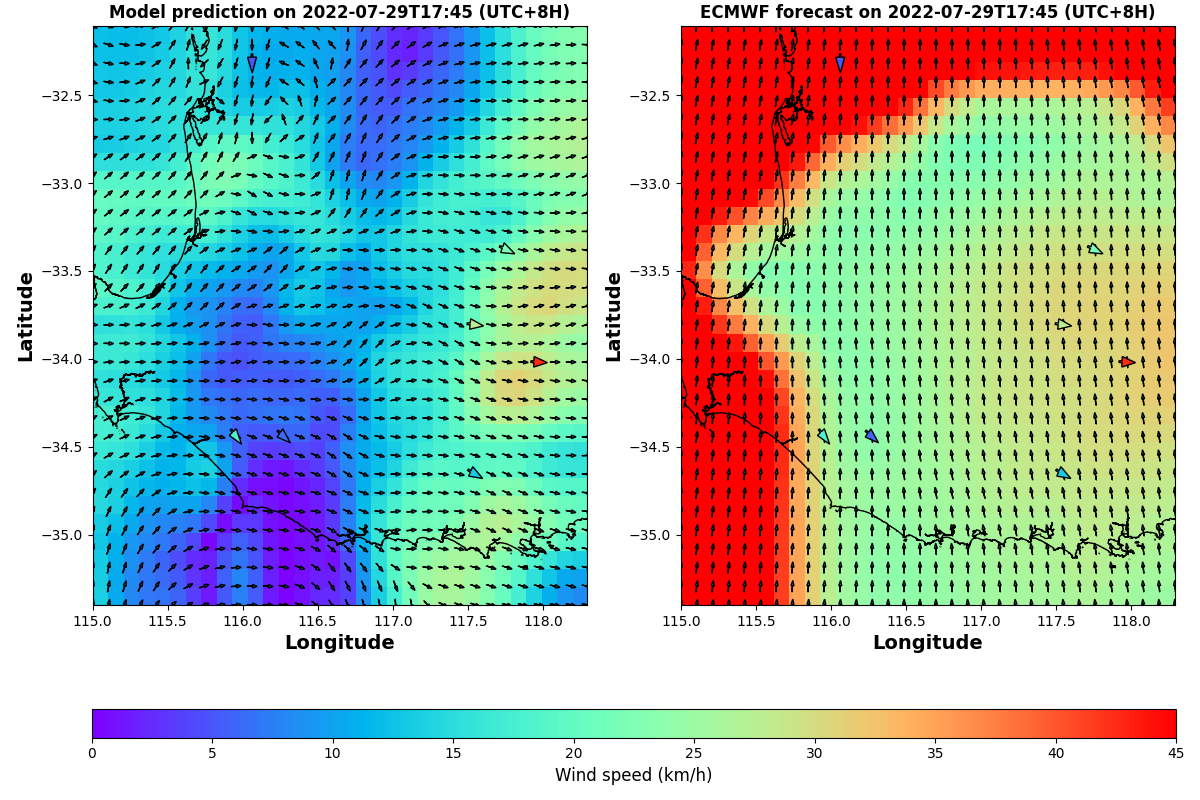 Model prediction on 2022-07-29T17:45 (UTC+8H)
ECMWF forecast on 2022-07-29T17:45 (UTC+8H)
−32.5
−33.0
−33.5
−34.0
−34.5
−35.0
Latitude
115.0 115.5 116.0 116.5 117.0 117.5 118.0
Longitude
−32.5
−33.0
−33.5
−34.0
−34.5
−35.0
Latitude
115.0 115.5 116.0 116.5 117.0 117.5 118.0
Longitude
0 5 10 15 20 25 30 35 40 45
Wind speed (km/h)